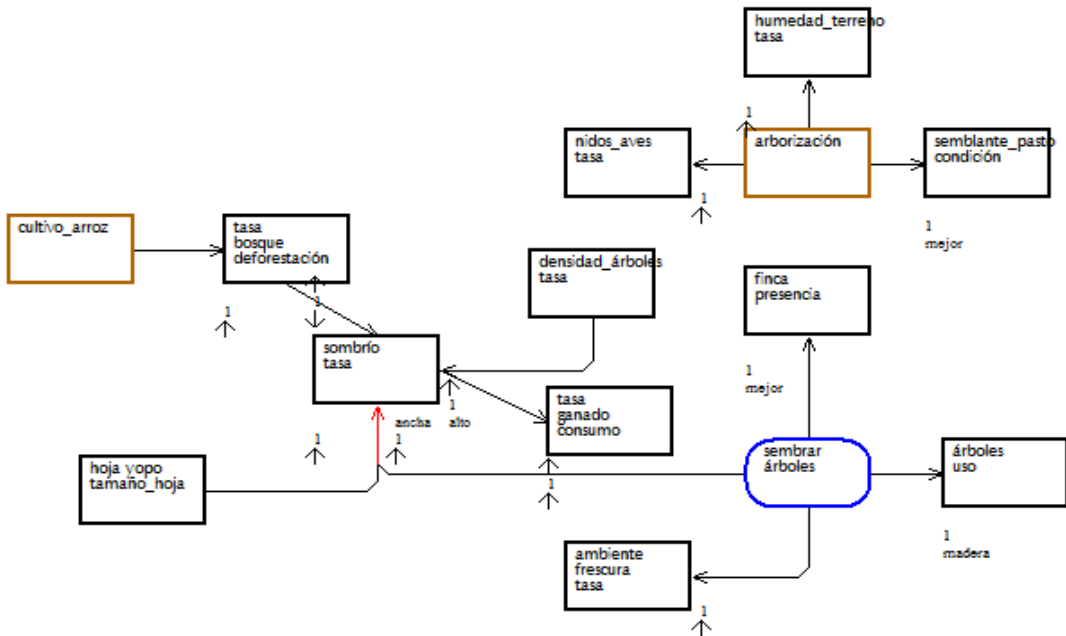 humedad_terreno
tasa
1
nidos_aves
tasa
arborización
semblante_pasto
condición
1
1
mejor
cultivo_arroz
tasa
bosque
deforestación
densidad_árboles
tasa
finca
presencia
1
1
sombrío
tasa
1
mejor
1
ancha
alto
tasa
ganado
consumo
1
1
hoja yopo
tamaño_hoja
sembrar
árboles
árboles
uso
1
1
1
madera
ambiente
frescura
tasa
1